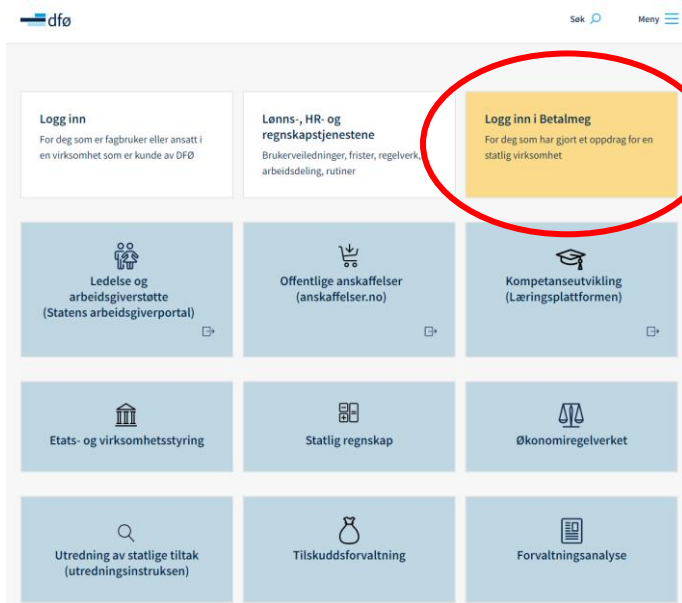 dfø
Søk
Meny
Logg inn
For deg som er fagbruker eller ansatt i
en virksomhet som er kunde av DFØ
Lønns-, HR- og
regnskapstjenestene
Brukerveiledninger, frister, regelverk,
arbeidsdeling, rutiner
Logg inn i Betalmeg
For deg som har gjort et oppdrag for en
statlig virksomhet
Ledelse og
arbeidsgiverstøtte
(Statens arbeidsgiverportal)
Offentlige anskaffelser
(anskaffelser.no)
Kompetanseutvikling
(Læringsplattformen)
Etats- og virksomhetsstyring
Statlig regnskap
Økonomiregelverket
Utredning av statlige tiltak
(utredningsinstruksen)
Tilskuddsforvaltning
Forvaltningsanalyse